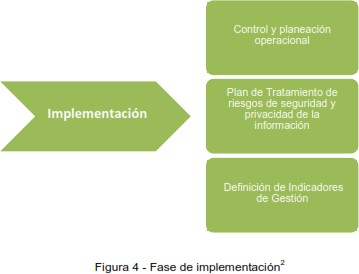 Implementación
Control y planeación
operacional
Plan de Tratamiento de
riesgos de seguridad y
privacidad de la
información
Definición de Indicadores
de Gestión
Figura 4 - Fase de implementación²